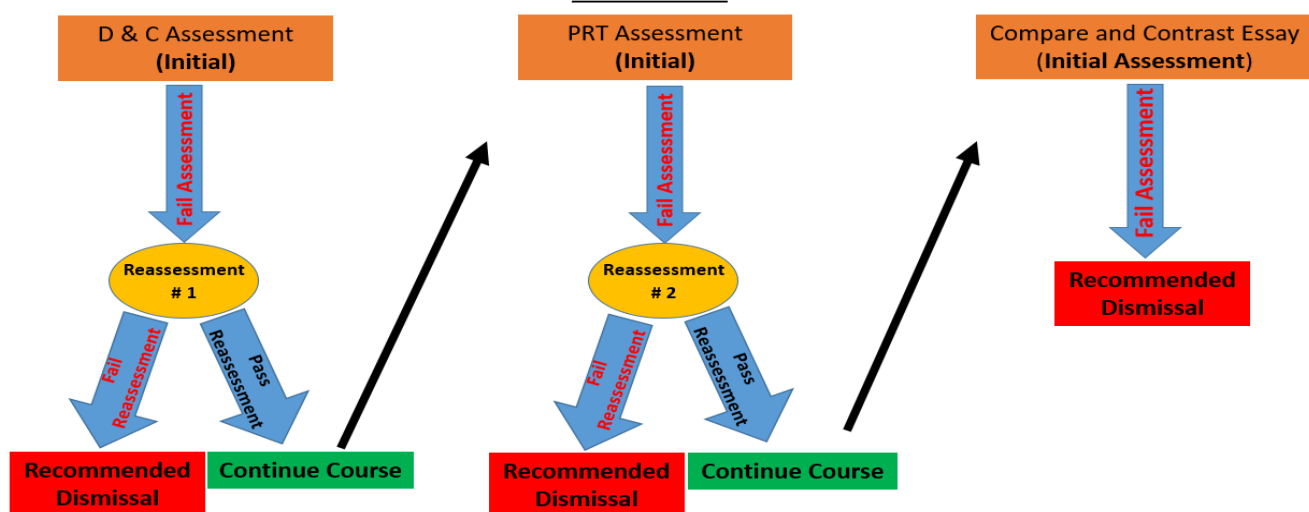 D & C Assessment
(Initial)
Fail Assessment
Reassessment
# 1
Fail
Reassessment
Pass
Reassessment
Recommended
Dismissal
Continue Course
PRT Assessment
(Initial)
Fail Assessment
Reassessment
# 2
Fail
Reassessment
Pass
Reassessment
Recommended
Dismissal
Continue Course
Compare and Contrast Essay
(Initial Assessment)
Fail Assessment
Recommended
Dismissal